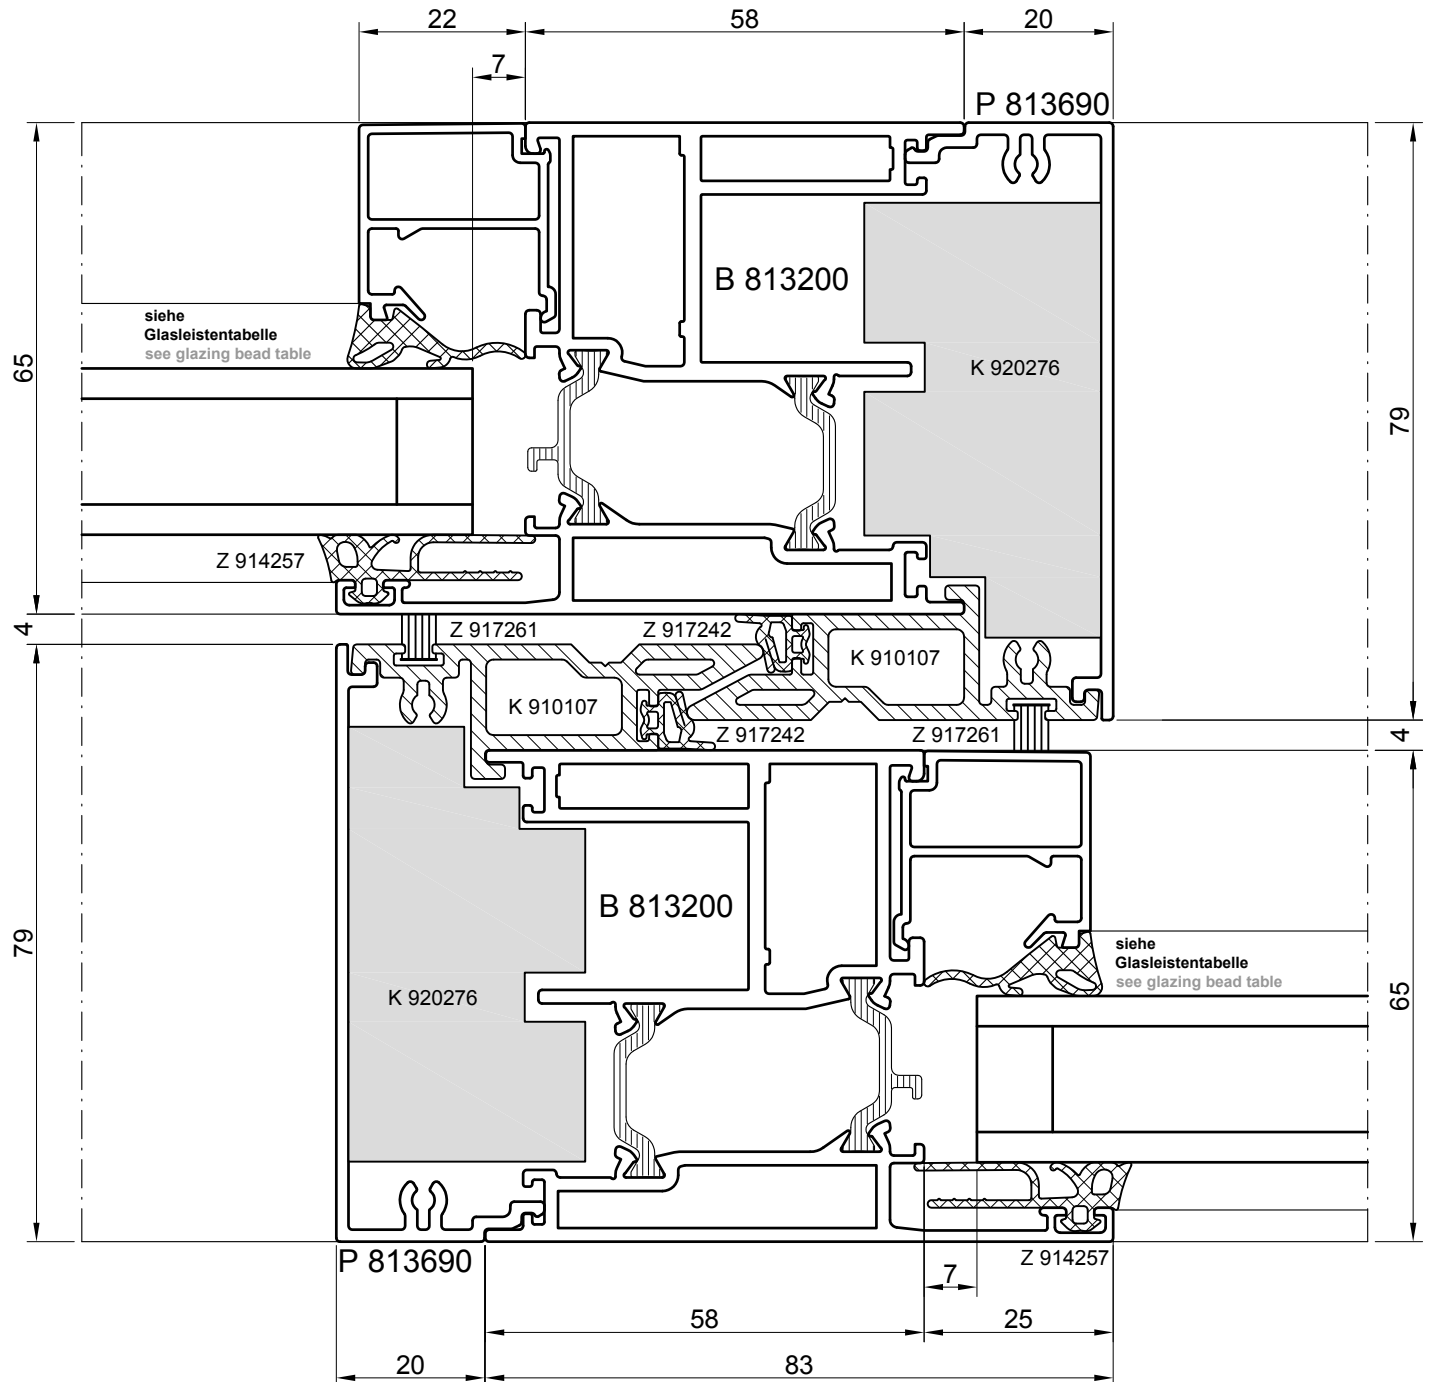 22
58
20
7
P 813690
B 813200
siehe
Glasleistentabelle
see glazing bead table
K 920276
65
79
Z 914257
4
Z 917261
Z 917242
K 910107
K 910107
Z 917242
Z 917261
4
B 813200
79
siehe
Glasleistentabelle
see glazing bead table
K 920276
65
P 813690
Z 914257
7
58
25
20
83